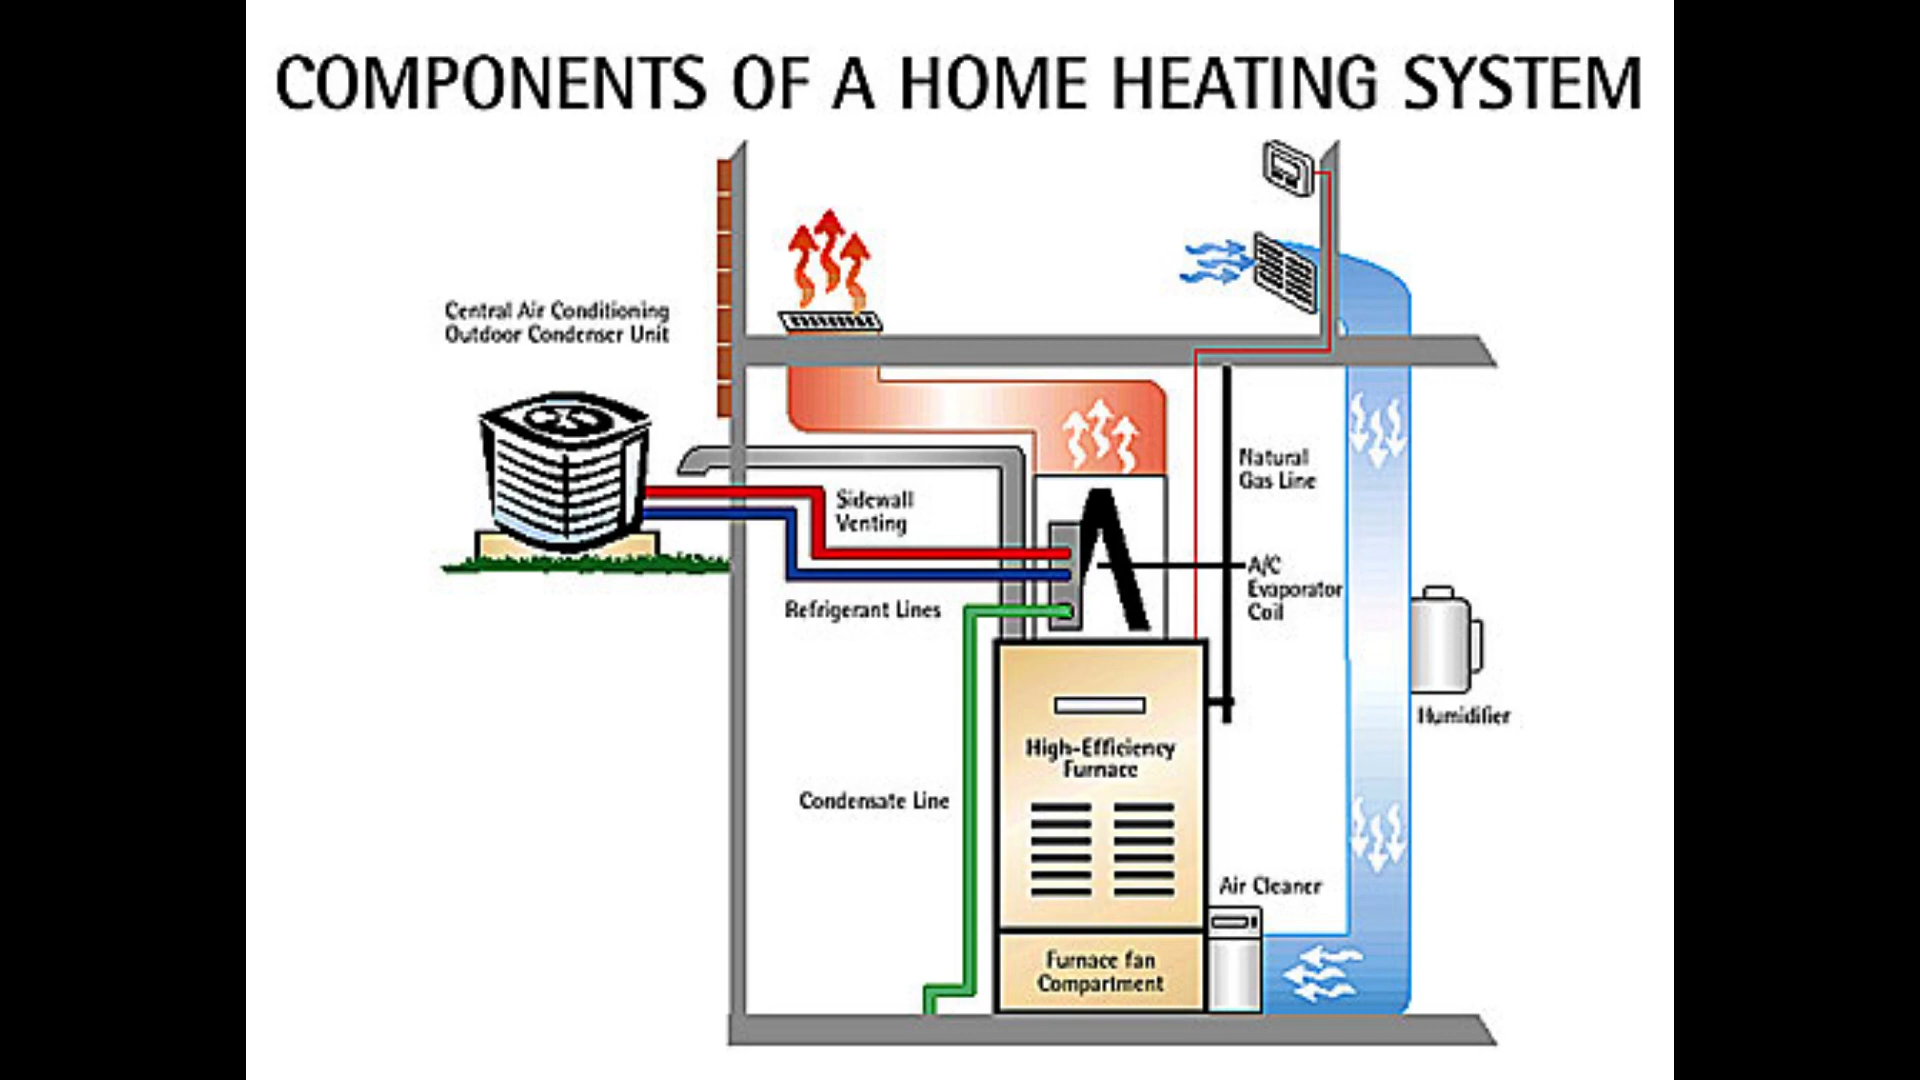 COMPONENTS OF A HOME HEATING SYSTEM
Central Air Conditioning
Outdoor Condenser Unit
Sidewall
Venting
Natural
Gas Line
A/C
Evaporator
Coil
Refrigerant Lines
Humidifier
High-Efficiency
Furnace
Condensate Line
Air Cleaner
Furnace fan
Compartment